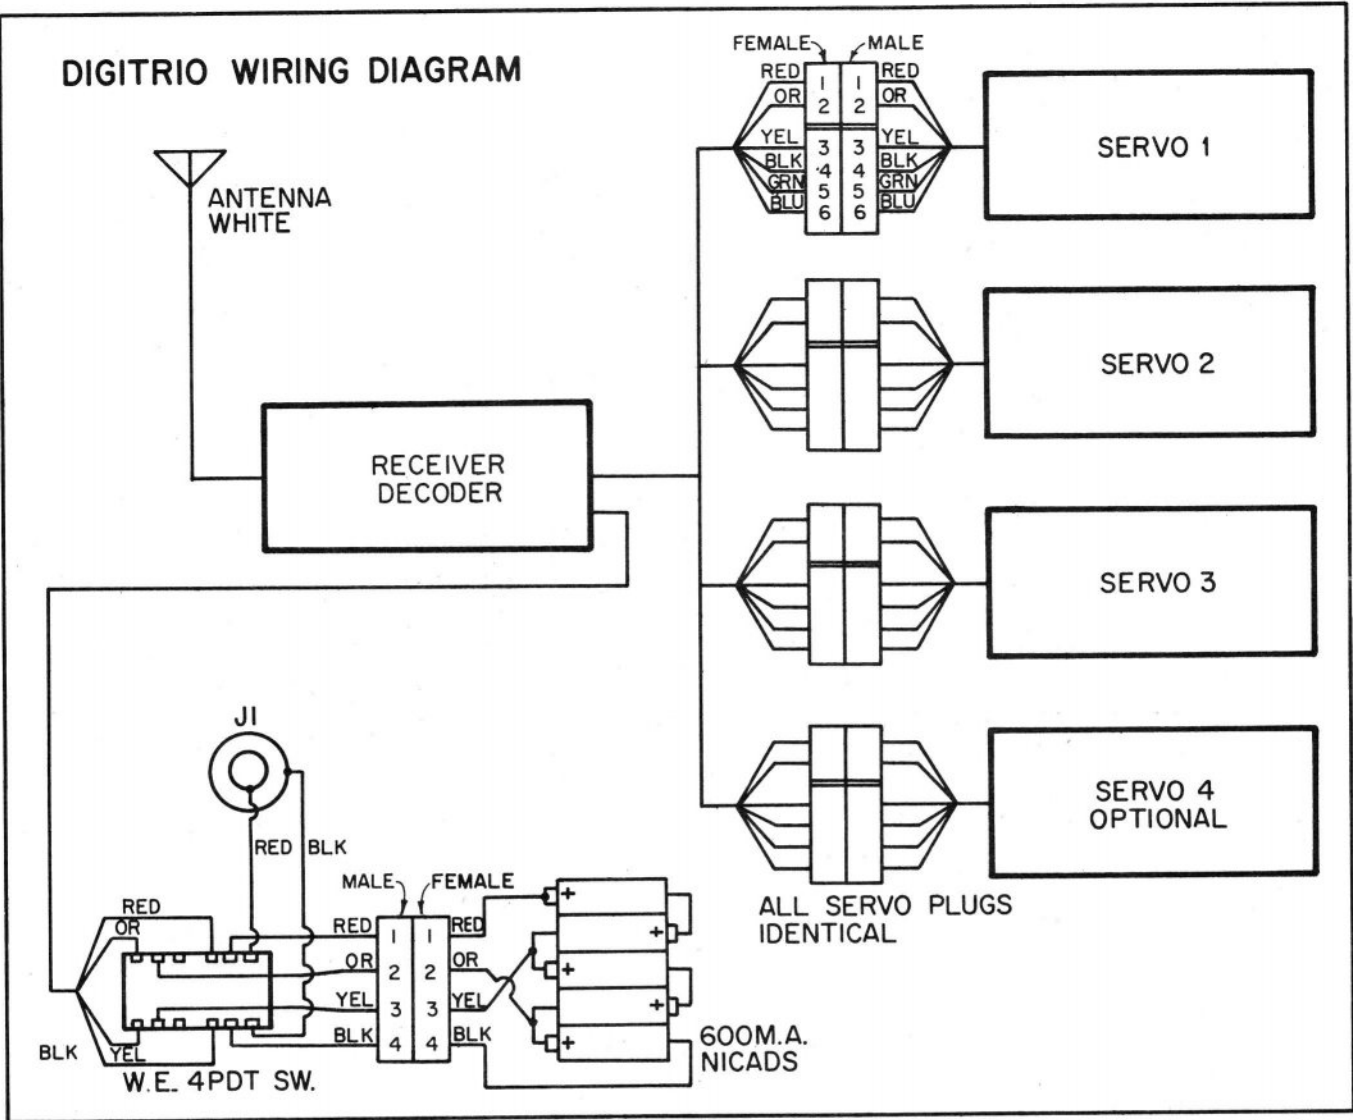 DIGITRIO WIRING DIAGRAM
ANTENNA
WHITE
FEMALE MALE
RED 1 1 RED
OR 2 2 OR
YEL 3 3 YEL
BLK 4 4 BLK
GRN 5 5 GRN
BLU 6 6 BLU
SERVO 1
SERVO 2
RECEIVER
DECODER
SERVO 3
SERVO 4
OPTIONAL
ALL SERVO PLUGS
IDENTICAL
J1
RED BLK
MALE FEMALE
RED
OR
RED 1 1 RED
OR 2 2 OR
YEL 3 3 YEL
BLK 4 4 BLK
+
+
+
+
+
BLK
YEL
W.E. 4PDT SW.
600M.A.
NICADS